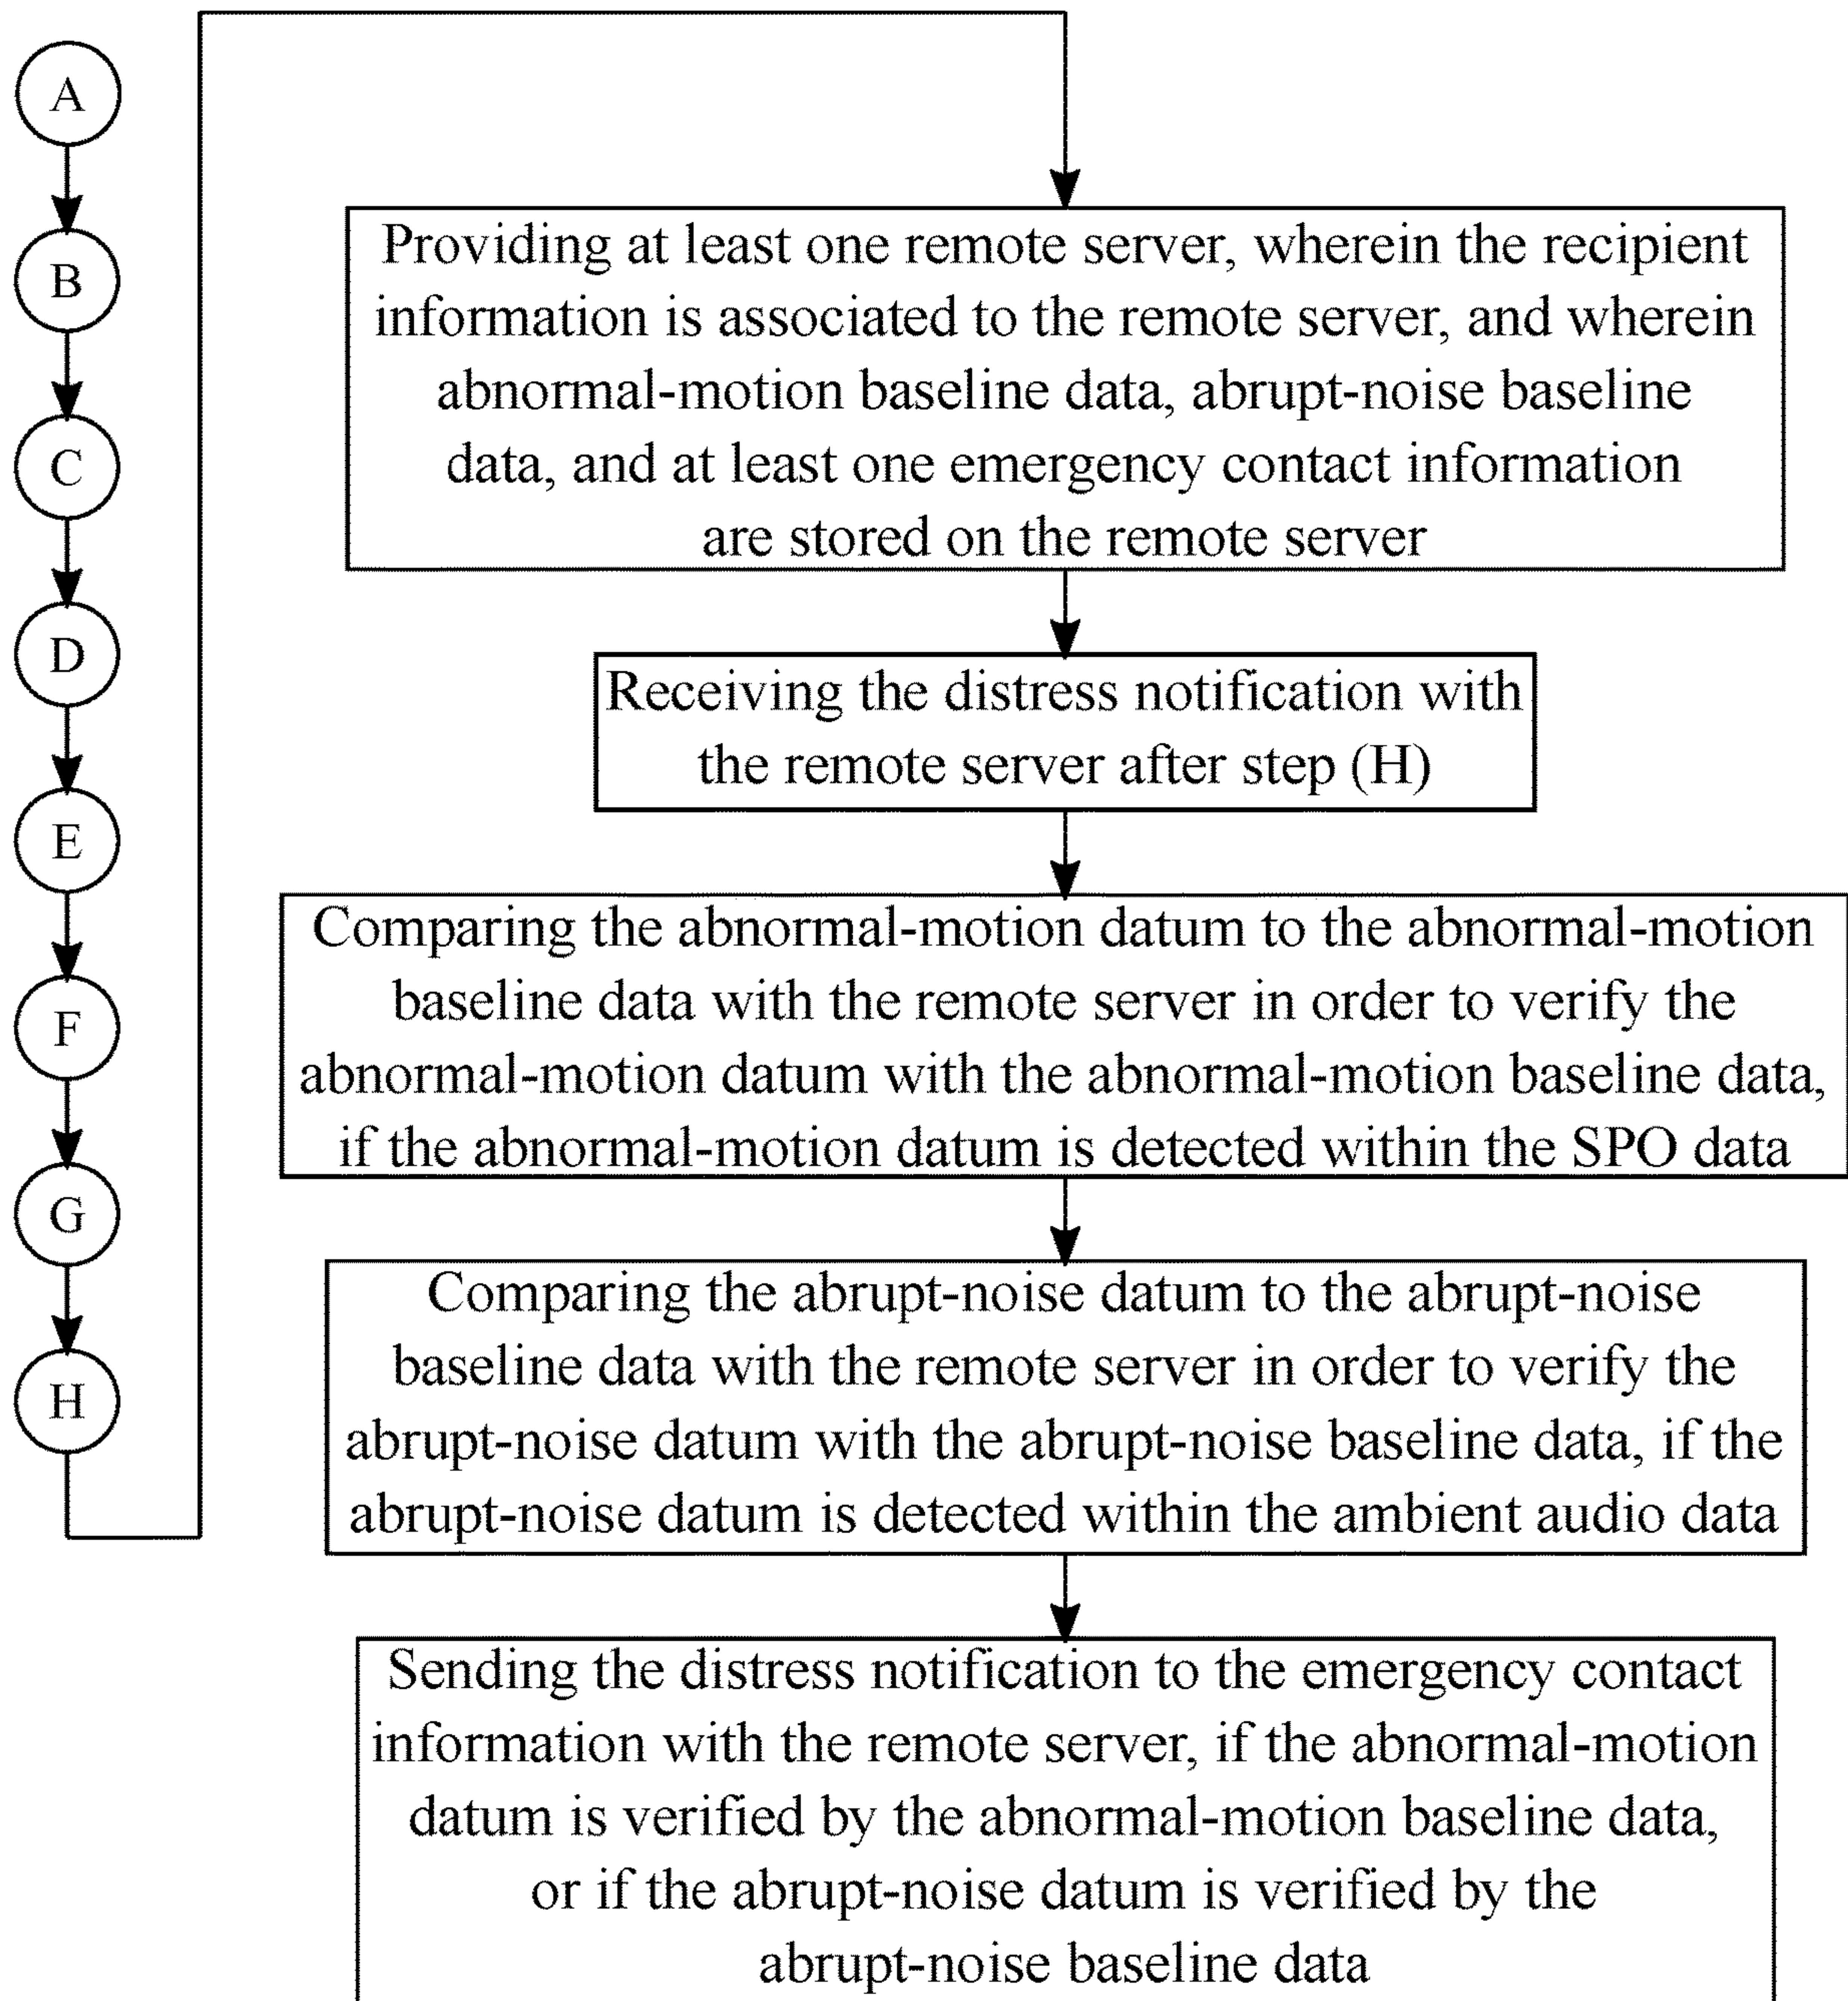 A
B
C
D
E
F
G
H
Providing at least one remote server, wherein the recipient
information is associated to the remote server, and wherein
abnormal-motion baseline data, abrupt-noise baseline
data, and at least one emergency contact information
are stored on the remote server
Receiving the distress notification with
the remote server after step (H)
Comparing the abnormal-motion datum to the abnormal-motion
baseline data with the remote server in order to verify the
abnormal-motion datum with the abnormal-motion baseline data,
if the abnormal-motion datum is detected within the SPO data
Comparing the abrupt-noise datum to the abrupt-noise
baseline data with the remote server in order to verify the
abrupt-noise datum with the abrupt-noise baseline data, if the
abrupt-noise datum is detected within the ambient audio data
Sending the distress notification to the emergency contact
information with the remote server, if the abnormal-motion
datum is verified by the abnormal-motion baseline data,
or if the abrupt-noise datum is verified by the
abrupt-noise baseline data